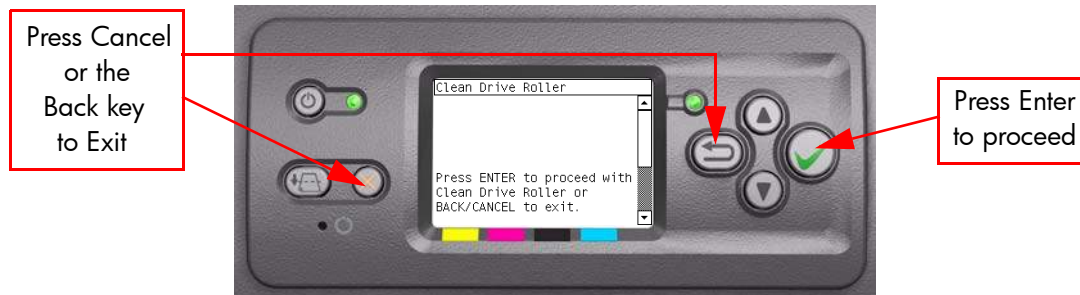 Press Cancel
or the
Back key
to Exit
Clean Drive Roller
Press ENTER to proceed with
Clean Drive Roller or
BACK/CANCEL to exit.
Press Enter
to proceed